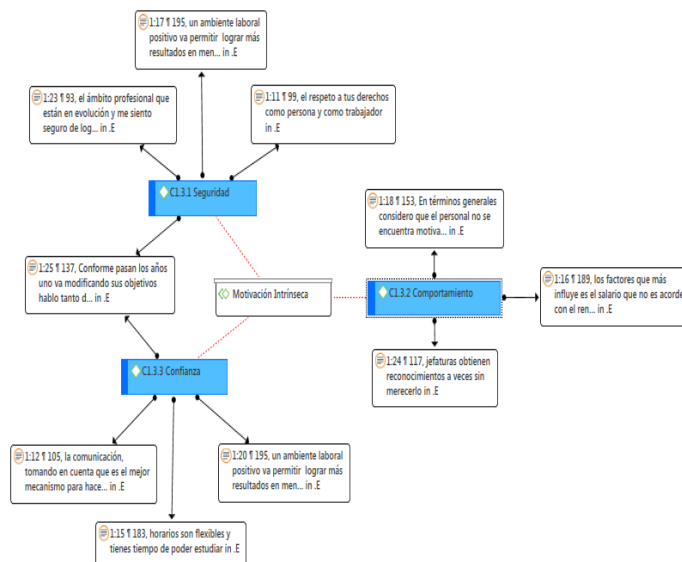 1:17 ¶ 195, un ambiente laboral
positivo va permitir lograr más
resultados en men... in .E
1:23 ¶ 93, el ámbito profesional que
están en evolución y me siento
seguro de log... in .E
1:11 ¶ 99, el respeto a tus derechos
como persona y como trabajador
in .E
C1.3.1 Seguridad
1:18 ¶ 153, En términos generales
considero que el personal no se
encuentra motiva... in .E
1:25 ¶ 137, Conforme pasan los años
uno va modificando sus objetivos
hablo tanto d... in .E
Motivación Intrínseca
C1.3.2 Comportamiento
1:16 ¶ 189, los factores que más
influye es el salario que no es acorde
con el ren... in .E
C1.3.3 Confianza
1:24 ¶ 117, jefaturas obtienen
reconocimientos a veces sin
merecerlo in .E
1:12 ¶ 105, la comunicación,
tomando en cuenta que es el mejor
mecanismo para hace... in .E
1:20 ¶ 195, un ambiente laboral
positivo va permitir lograr más
resultados en men... in .E
1:15 ¶ 183, horarios son flexibles y
tienes tiempo de poder estudiar in .E